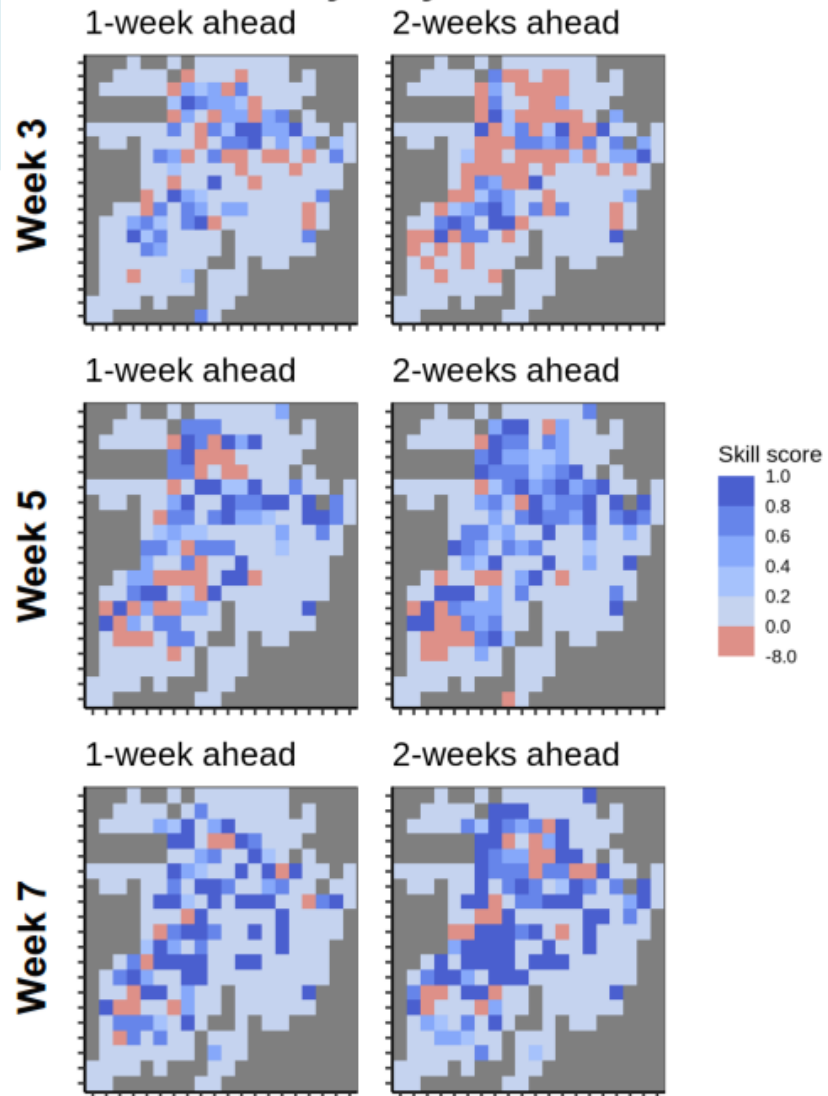 1-week ahead
2-weeks ahead
Week 3
1-week ahead
2-weeks ahead
Week 5
Skill score
1.0
0.8
0.6
0.4
0.2
0.0
-8.0
1-week ahead
2-weeks ahead
Week 7